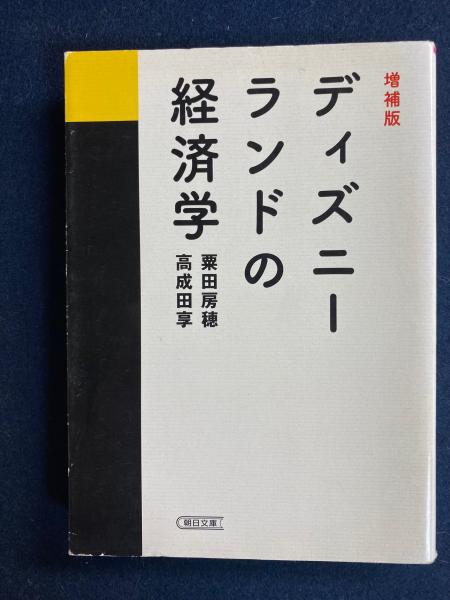 増補版
ディズニー
ランドの
経済学
粟田房穂
高成田享
朝日文庫